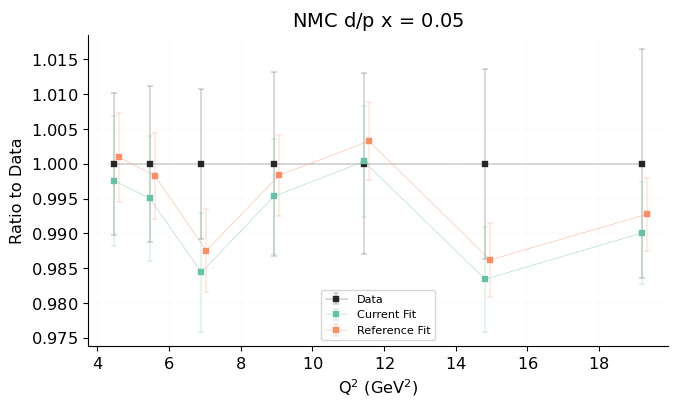 NMC d/p x = 0.05
Ratio to Data
1.015
1.010
1.005
1.000
0.995
0.990
0.985
0.980
0.975
Data
Current Fit
Reference Fit
4 6 8 10 12 14 16 18
Q² (GeV²)